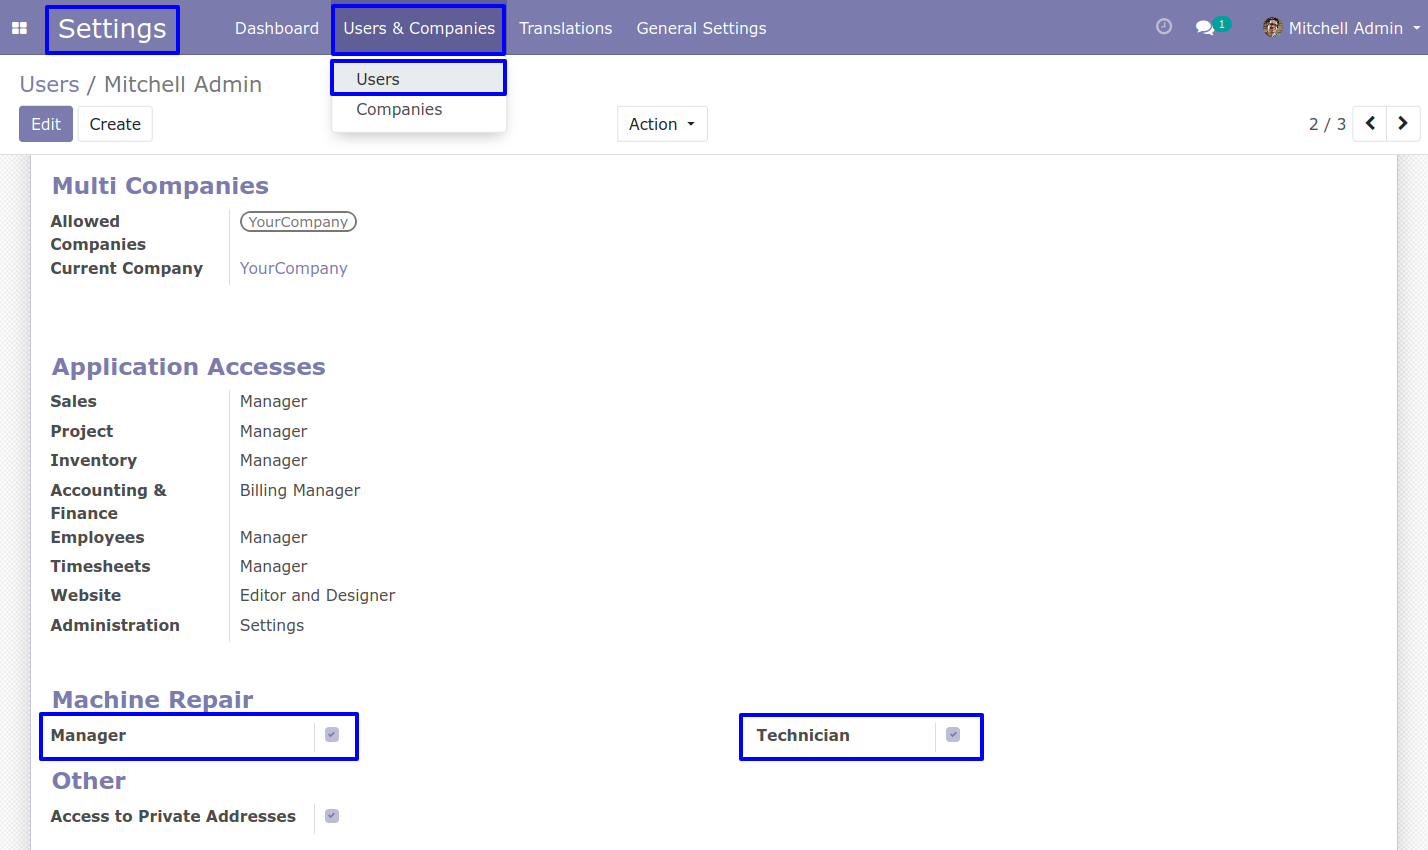 Settings Dashboard Users & Companies Translations General Settings 1 Mitchell Admin
Users / Mitchell Admin
Users
Companies
Edit Create Action 2 / 3
Multi Companies
Allowed Companies YourCompany
Current Company YourCompany
Application Accesses
Sales Manager
Project Manager
Inventory Manager
Accounting & Finance Billing Manager
Employees Manager
Timesheets Manager
Website Editor and Designer
Administration Settings
Machine Repair
Manager Technician
Other
Access to Private Addresses